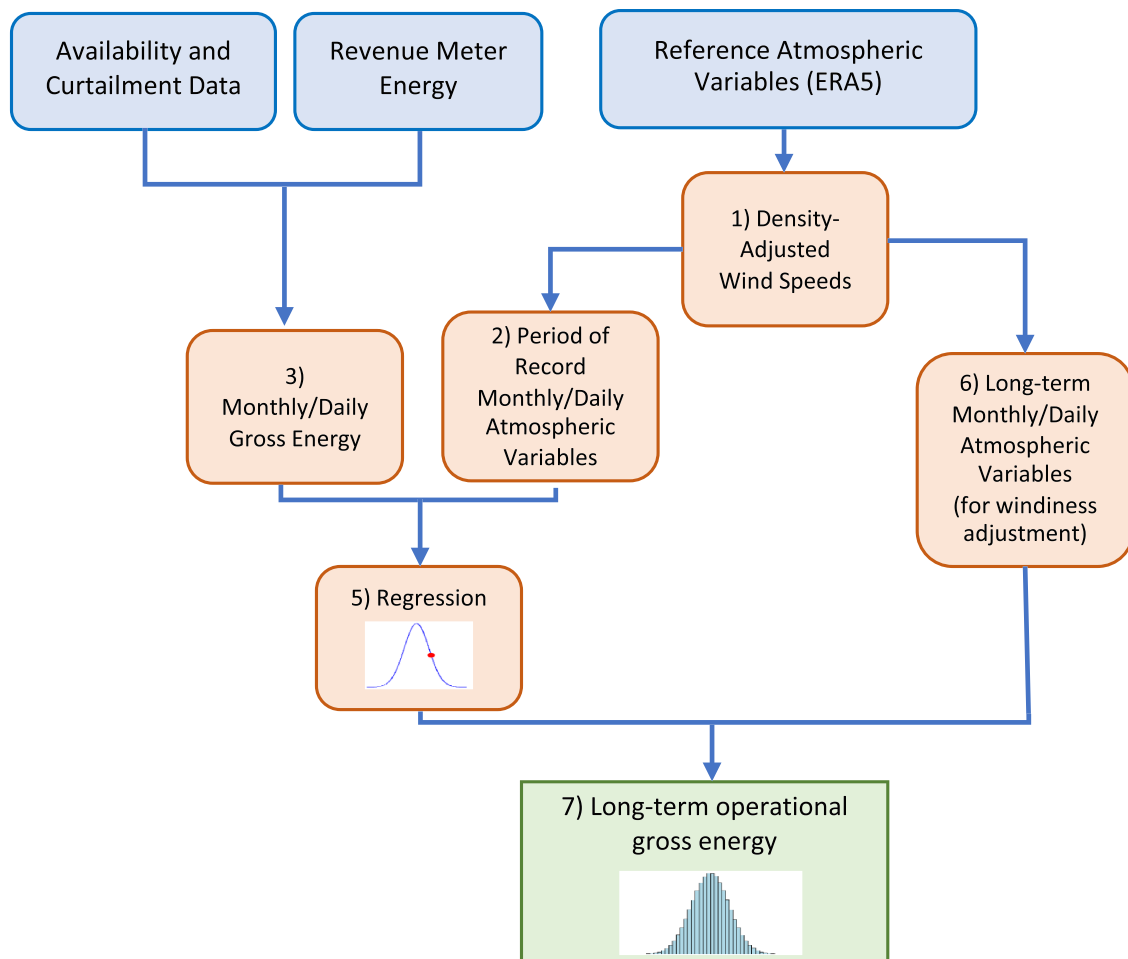 Availability and
Curtailment Data
Revenue Meter
Energy
Reference Atmospheric
Variables (ERA5)
1) Density-
Adjusted
Wind Speeds
2) Period of
Record
Monthly/Daily
Atmospheric
Variables
3)
Monthly/Daily
Gross Energy
6) Long-term
Monthly/Daily
Atmospheric
Variables
(for windiness
adjustment)
5) Regression
7) Long-term operational
gross energy